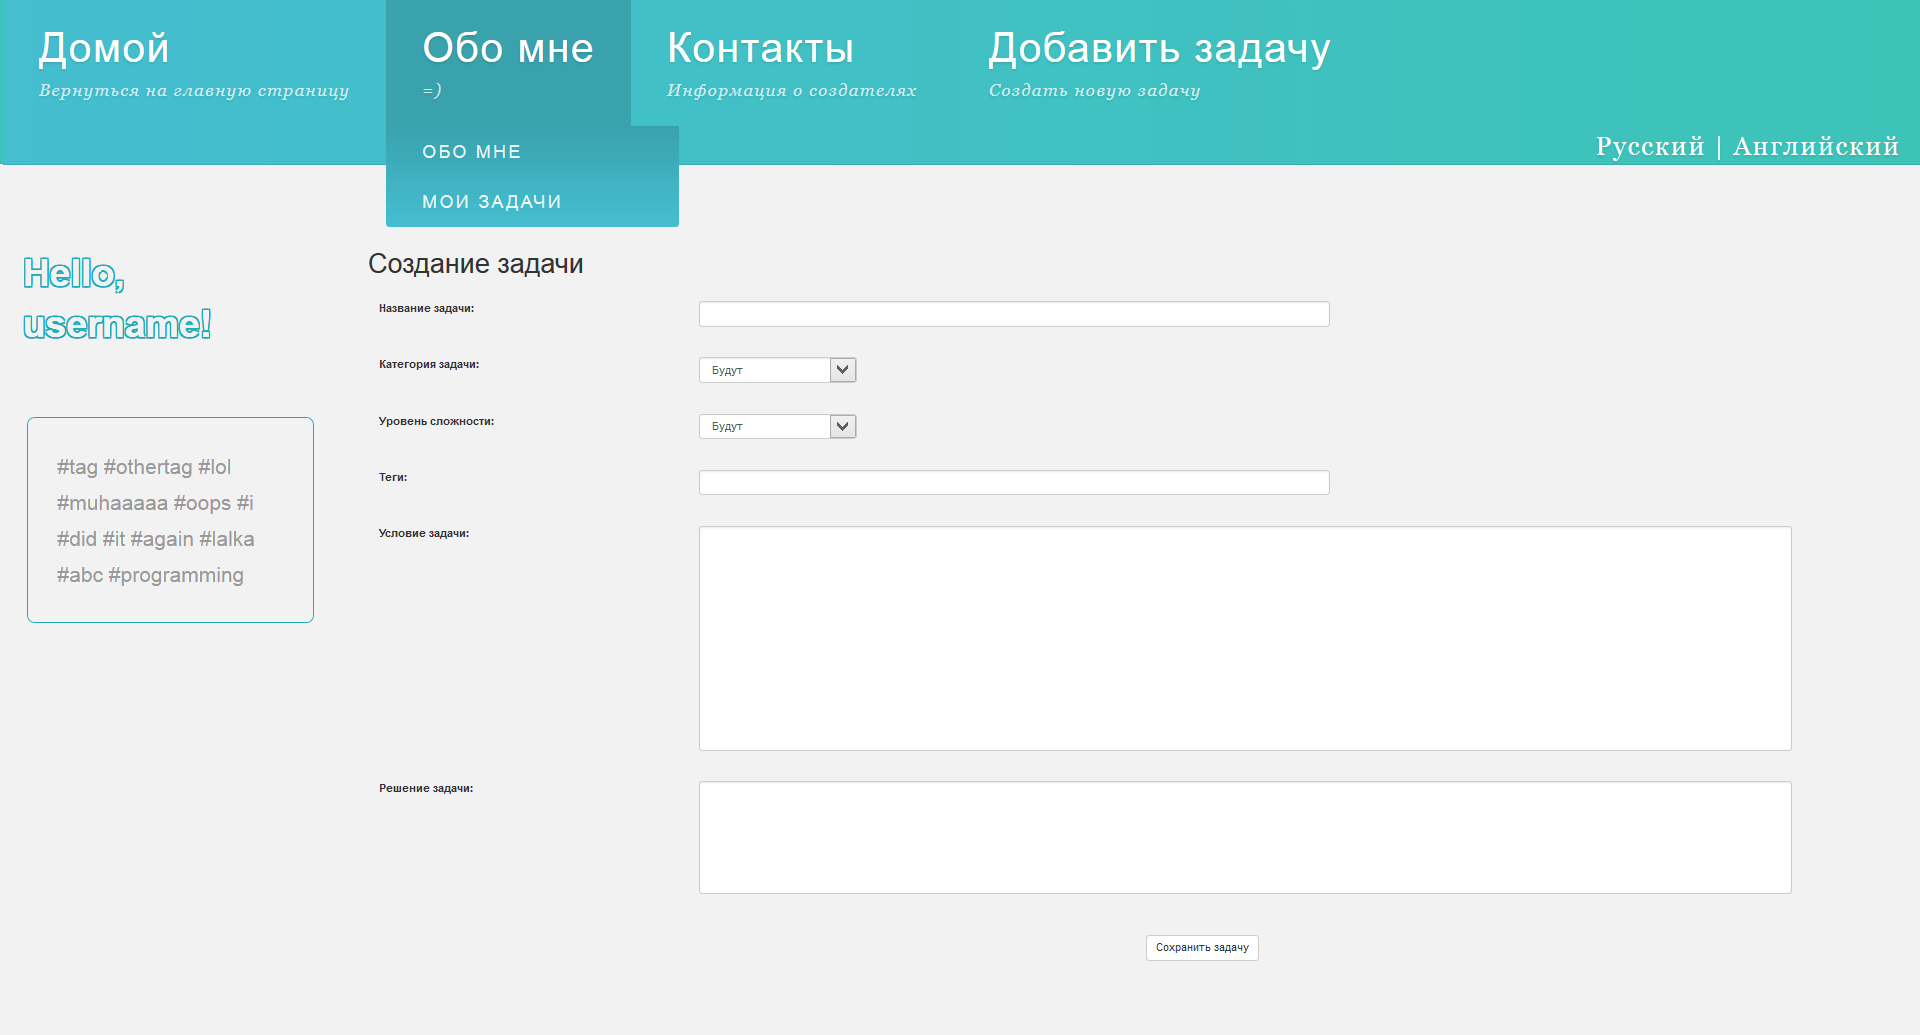 Домой
Вернуться на главную страницу
Обо мне
=)
Контакты
Информация о создателях
Добавить задачу
Создать новую задачу
Русский | Английский
ОБО МНЕ
МОИ ЗАДАЧИ
Hello,
username!
#tag #othertag #lol
#muhaaaaa #oops #i
#did #it #again #lalka
#abc #programming
Создание задачи
Название задачи:
Категория задачи:
Будут
Уровень сложности:
Будут
Теги:
Условие задачи:
Решение задачи:
Сохранить задачу